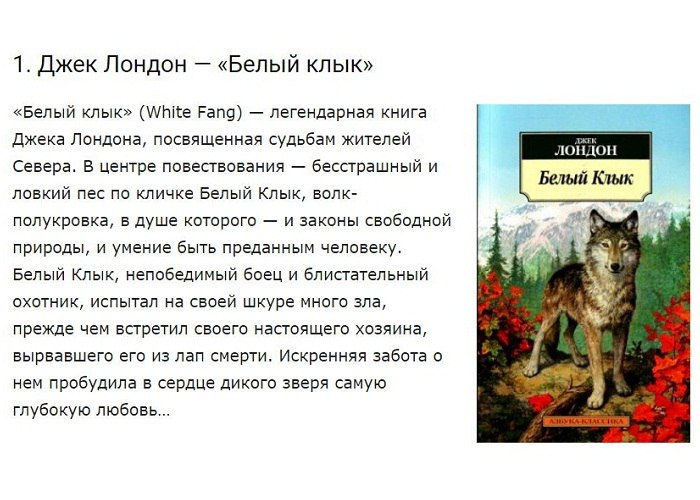 1. Джек Лондон — «Белый клык»
«Белый клык» (White Fang) — легендарная книга
Джека Лондона, посвященная судьбам жителей
Севера. В центре повествования — бесстрашный и
ловкий пес по кличке Белый Клык, волк-
полукровка, в душе которого — и законы свободной
природы, и умение быть преданным человеку.
Белый Клык, непобедимый боец и блистательный
охотник, испытал на своей шкуре много зла,
прежде чем встретил своего настоящего хозяина,
вырвавшего его из лап смерти. Искренняя забота о
нем пробудила в сердце дикого зверя самую
глубокую любовь…
ДЖЕК
ЛОНДОН
Белый Клык
АЗБУКА-КЛАССИКА